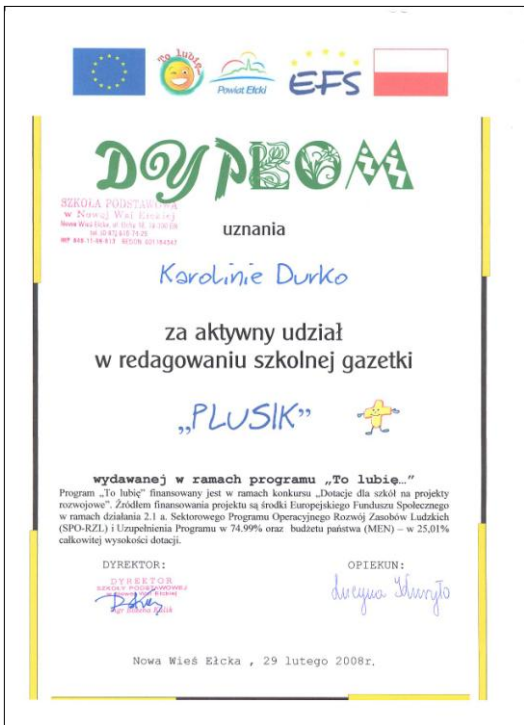 To lubię
Powiat Ełcki
EFS
DYPLOM
SZKOŁA PODSTAWOWA
w Nowej Wsi Ełckiej
uznania
Karolinie Durko
za aktywny udział
w redagowaniu szkolnej gazetki
„PLUSIK”
wydawanej w ramach programu „To lubię…”
Program „To lubię” finansowany jest w ramach konkursu „Dotacje dla szkół na projekty
rozwojowe”. Źródłem finansowania projektu są środki Europejskiego Funduszu Społecznego
w ramach działania 2.1 a. Sektorowego Programu Operacyjnego Rozwój Zasobów Ludzkich
(SPO-RZL) i Uzupełnienia Programu w 74.99% oraz budżetu państwa (MEN) – w 25,01%
całkowitej wysokości dotacji.
DYREKTOR:
OPIEKUN:
DYREKTOR
SZKOŁY PODSTAWOWEJ
Lucyna
Nowa Wieś Ełcka , 29 lutego 2008r.